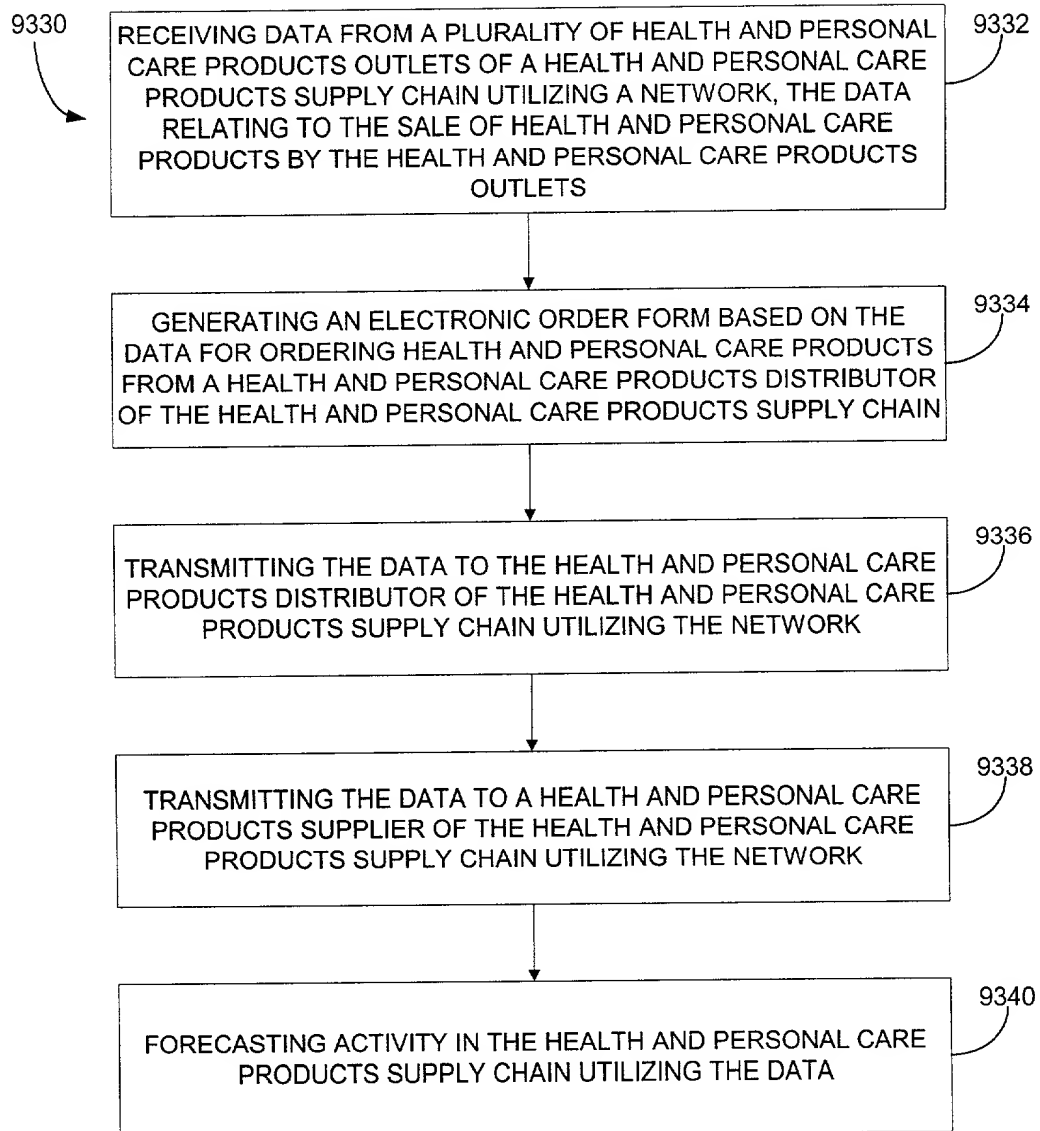 9330
RECEIVING DATA FROM A PLURALITY OF HEALTH AND PERSONAL
CARE PRODUCTS OUTLETS OF A HEALTH AND PERSONAL CARE
PRODUCTS SUPPLY CHAIN UTILIZING A NETWORK, THE DATA
RELATING TO THE SALE OF HEALTH AND PERSONAL CARE
PRODUCTS BY THE HEALTH AND PERSONAL CARE PRODUCTS
OUTLETS
9332
GENERATING AN ELECTRONIC ORDER FORM BASED ON THE
DATA FOR ORDERING HEALTH AND PERSONAL CARE PRODUCTS
FROM A HEALTH AND PERSONAL CARE PRODUCTS DISTRIBUTOR
OF THE HEALTH AND PERSONAL CARE PRODUCTS SUPPLY CHAIN
9334
TRANSMITTING THE DATA TO THE HEALTH AND PERSONAL CARE
PRODUCTS DISTRIBUTOR OF THE HEALTH AND PERSONAL CARE
PRODUCTS SUPPLY CHAIN UTILIZING THE NETWORK
9336
TRANSMITTING THE DATA TO A HEALTH AND PERSONAL CARE
PRODUCTS SUPPLIER OF THE HEALTH AND PERSONAL CARE
PRODUCTS SUPPLY CHAIN UTILIZING THE NETWORK
9338
FORECASTING ACTIVITY IN THE HEALTH AND PERSONAL CARE
PRODUCTS SUPPLY CHAIN UTILIZING THE DATA
9340